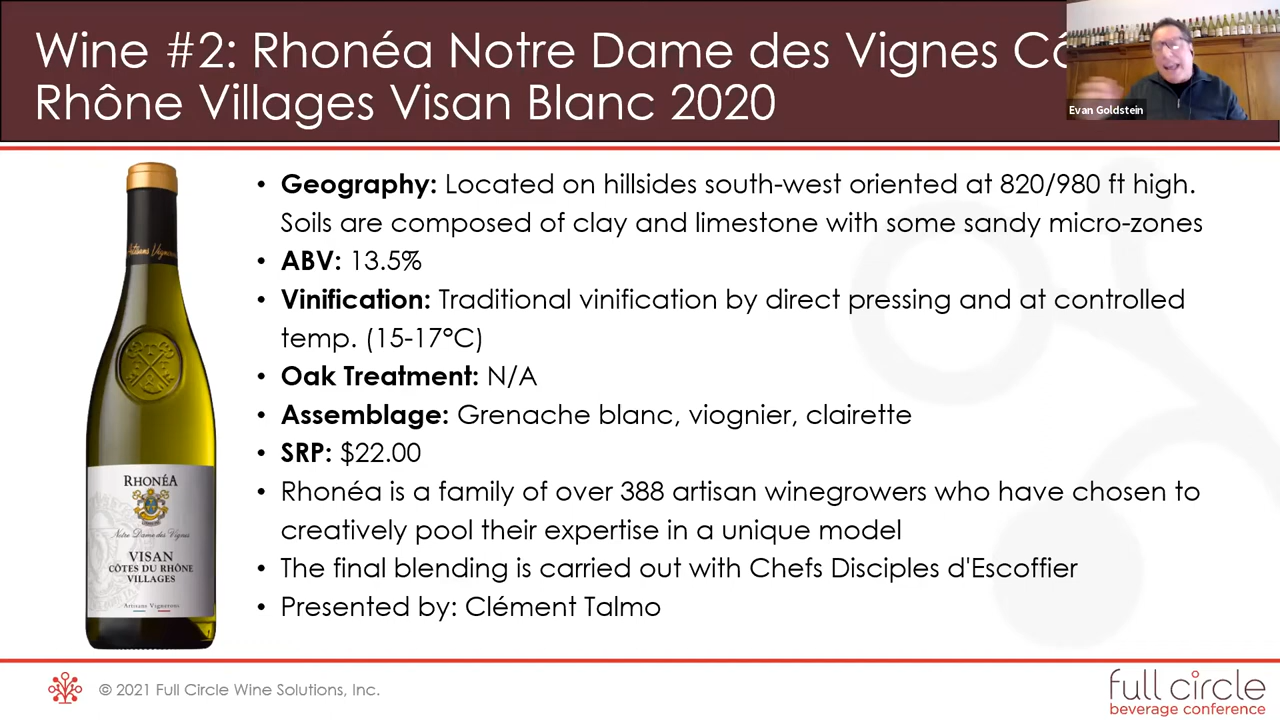 Wine #2: Rhonéa Notre Dame des Vignes Cô
Rhône Villages Visan Blanc 2020
Evan Goldstein
• Geography: Located on hillsides south-west oriented at 820/980 ft high.
Soils are composed of clay and limestone with some sandy micro-zones
• ABV: 13.5%
• Vinification: Traditional vinification by direct pressing and at controlled
temp. (15-17°C)
• Oak Treatment: N/A
• Assemblage: Grenache blanc, viognier, clairette
• SRP: $22.00
• Rhonéa is a family of over 388 artisan winegrowers who have chosen to
creatively pool their expertise in a unique model
• The final blending is carried out with Chefs Disciples d'Escoffier
• Presented by: Clément Talmo
Artisans Vignerons
RHONÉA
Notre Dame des Vignes
VISAN
CÔTES DU RHÔNE
VILLAGES
Artisans Vignerons
© 2021 Full Circle Wine Solutions, Inc.
full circle
beverage conference